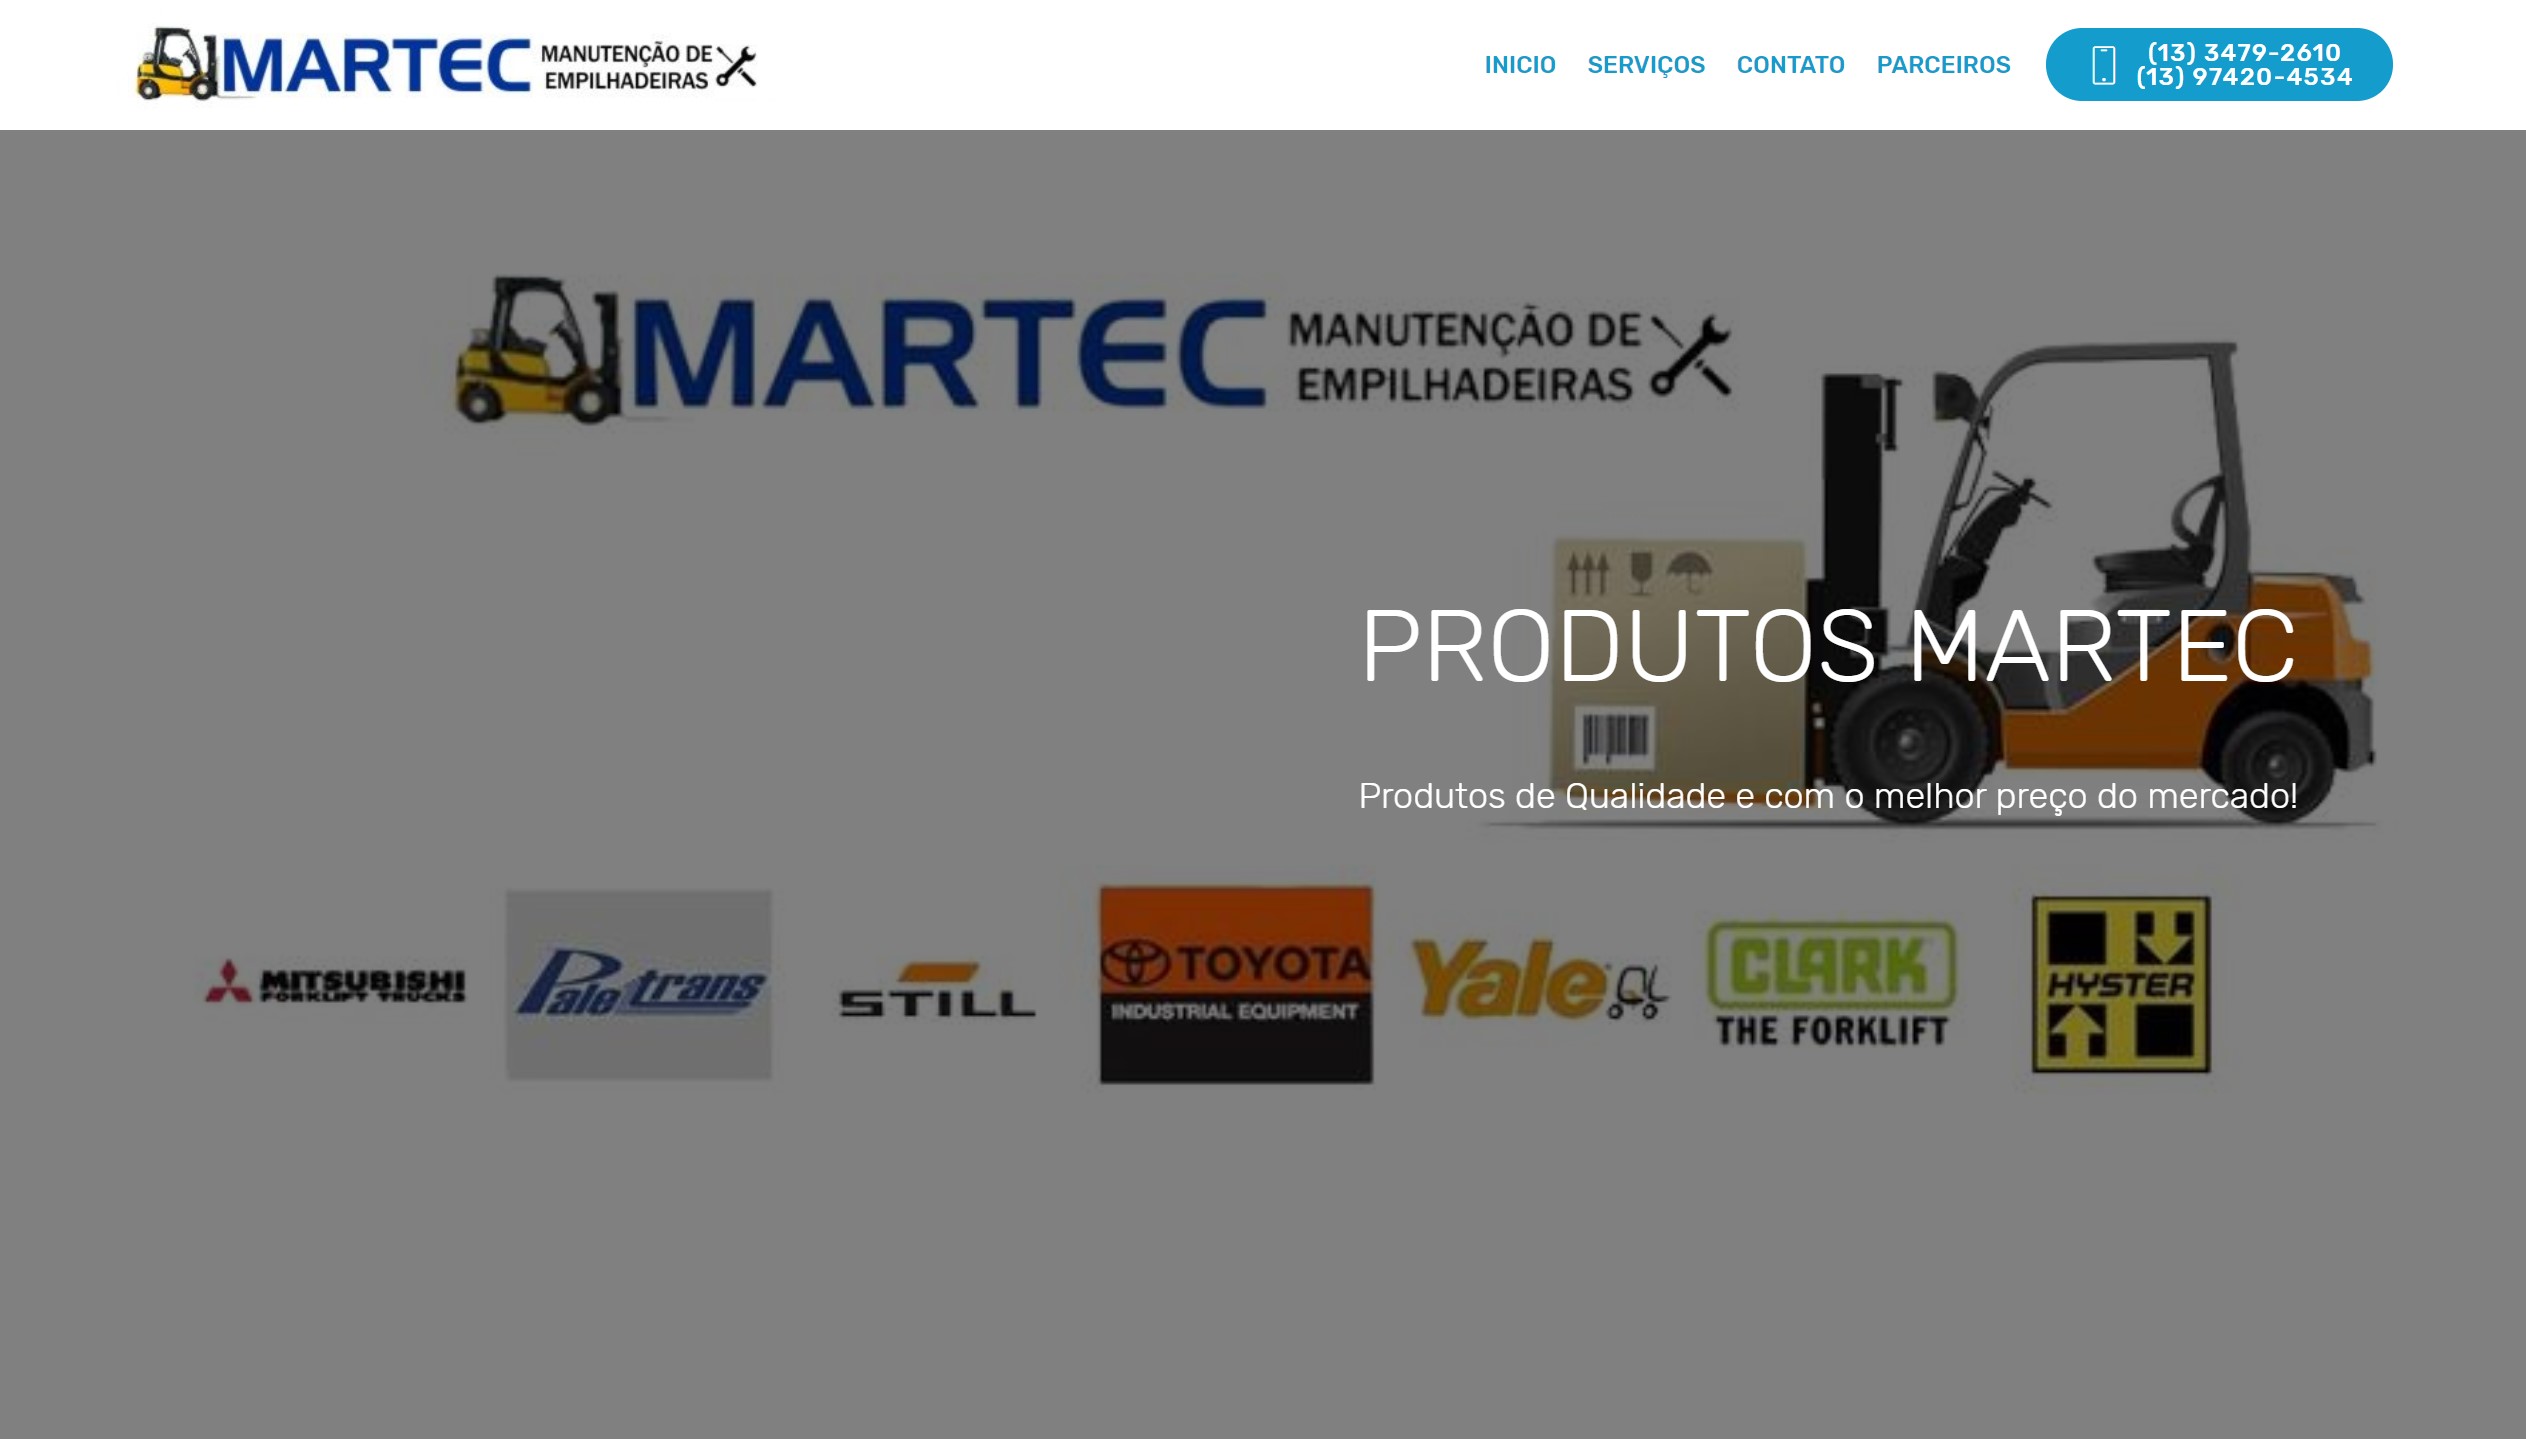 MARTEC MANUTENÇÃO DE
EMPILHADEIRAS
INICIO SERVIÇOS CONTATO PARCEIROS
(13) 3479-2610
(13) 97420-4534
MARTEC MANUTENÇÃO DE
EMPILHADEIRAS
PRODUTOS MARTEC
Produtos de Qualidade e com o melhor preço do mercado!
MITSUBISHI
FORKLIFT TRUCKS
Paletrans
STILL
TOYOTA
INDUSTRIAL EQUIPMENT
Yale
CLARK
THE FORKLIFT
HYSTER